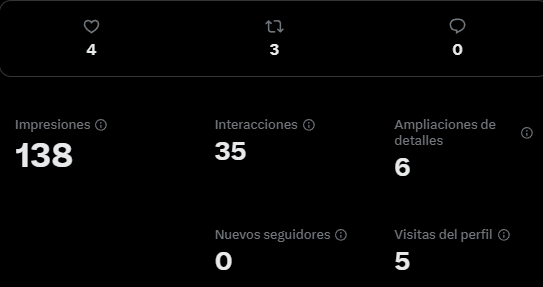 4
3
0
Impresiones
138
Interacciones
35
Ampliaciones de
detalles
6
Nuevos seguidores
0
Visitas del perfil
5